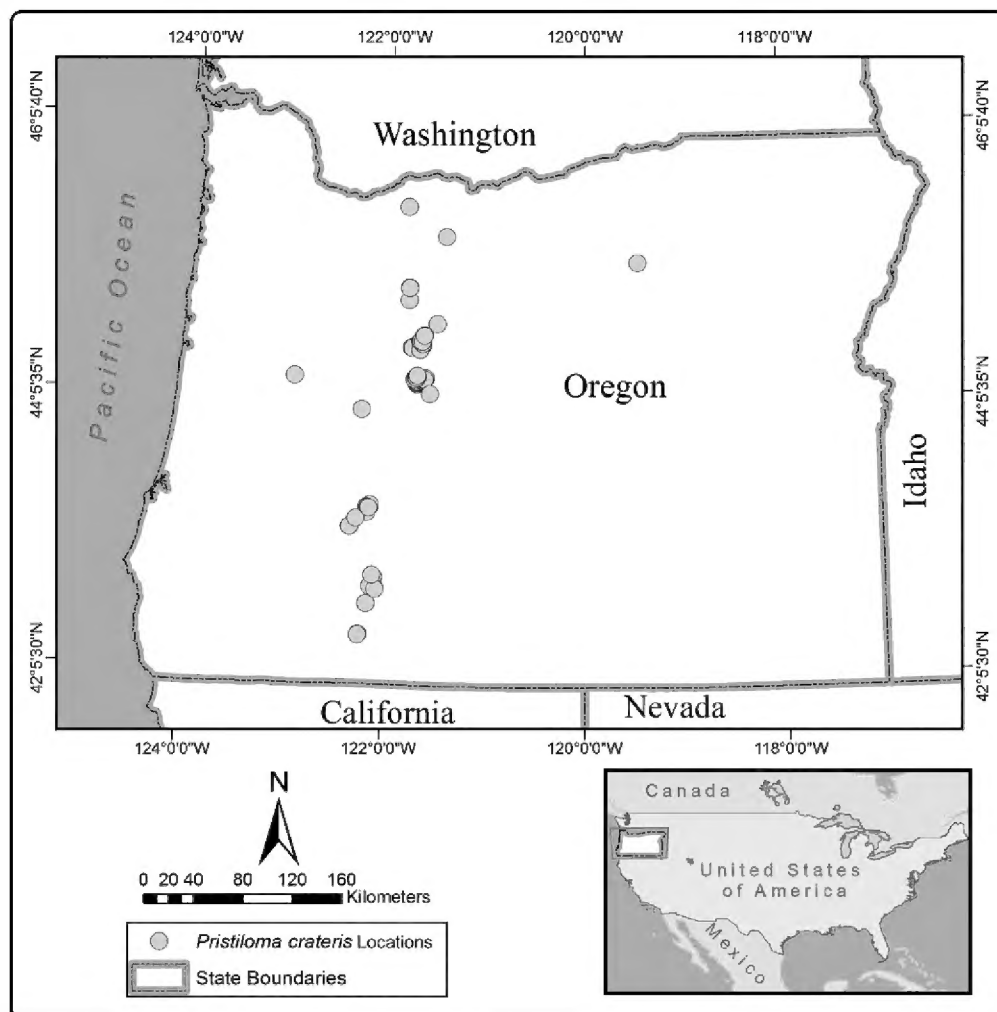 124°0'0"W 122°0'0"W 120°0'0"W 118°0'0"W
46°5'40"N
46°5'40"N
Washington
Pacific Ocean
44°5'35"N
44°5'35"N
Oregon
Idaho
42°5'30"N
42°5'30"N
California
Nevada
124°0'0"W 122°0'0"W 120°0'0"W 118°0'0"W
N
0 20 40 80 120 160
Kilometers
Pristiloma crateris Locations
State Boundaries
Canada
United States
of America
Mexico